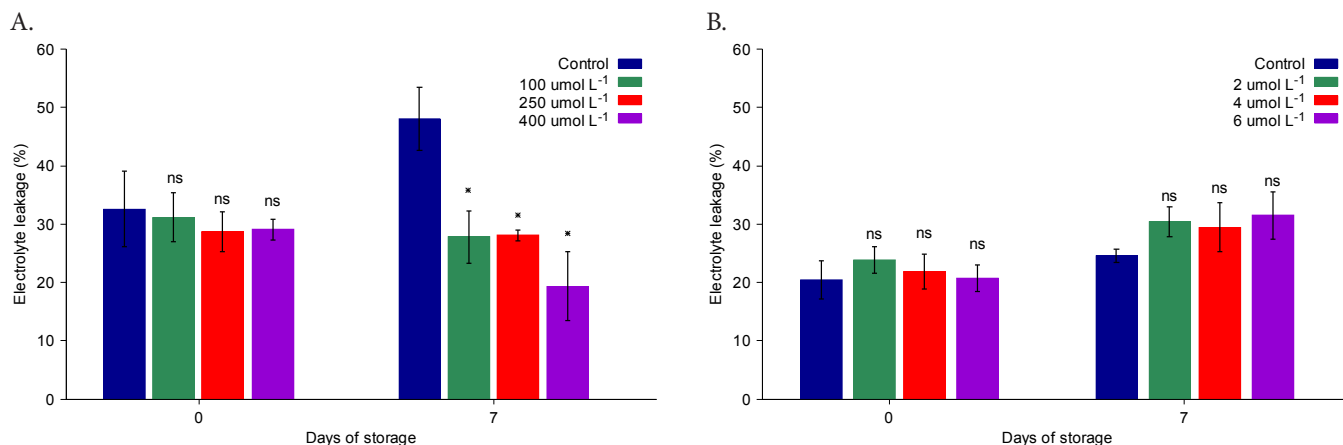 A.
60
50
40
30
20
10
0
Electrolyte leakage (%)
Control
100 umol L⁻¹
250 umol L⁻¹
400 umol L⁻¹
ns
ns
ns
*
*
*
0
7
Days of storage
B.
60
50
40
30
20
10
0
Electrolyte leakage (%)
Control
2 umol L⁻¹
4 umol L⁻¹
6 umol L⁻¹
ns
ns
ns
ns
ns
ns
0
7
Days of storage